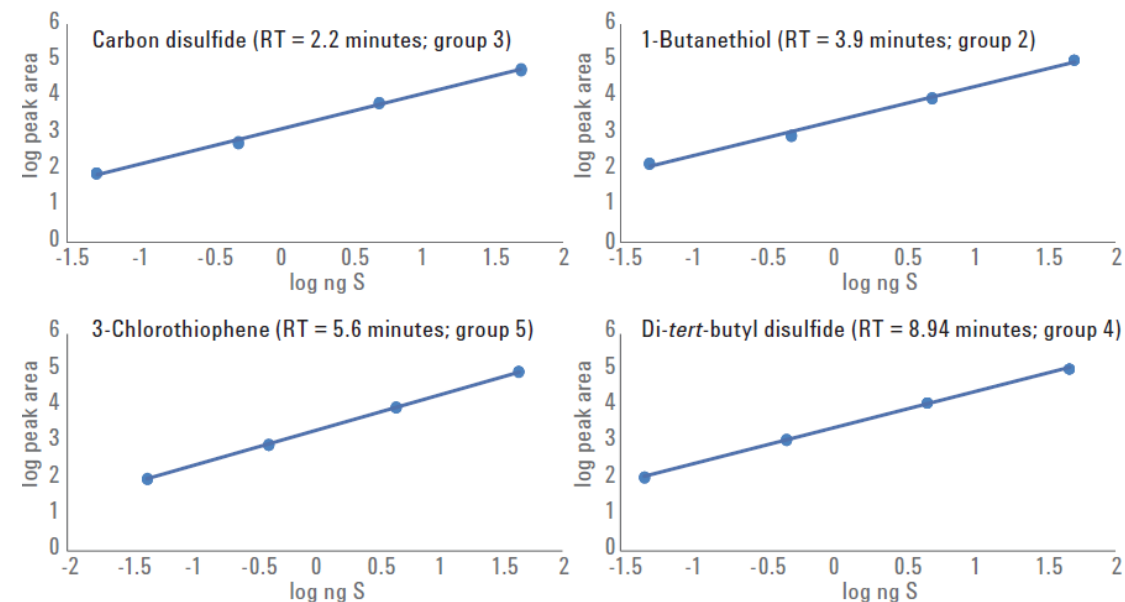 Carbon disulfide (RT = 2.2 minutes; group 3)
log peak area
6
5
4
3
2
1
0
-1.5 -1 -0.5 0 0.5 1 1.5 2
log ng S
1-Butanethiol (RT = 3.9 minutes; group 2)
log peak area
6
5
4
3
2
1
0
-1.5 -1 -0.5 0 0.5 1 1.5 2
log ng S
3-Chlorothiophene (RT = 5.6 minutes; group 5)
log peak area
6
5
4
3
2
1
0
-2 -1.5 -1 -0.5 0 0.5 1 1.5 2
log ng S
Di-tert-butyl disulfide (RT = 8.94 minutes; group 4)
log peak area
6
5
4
3
2
1
0
-1.5 -1 -0.5 0 0.5 1 1.5 2
log ng S